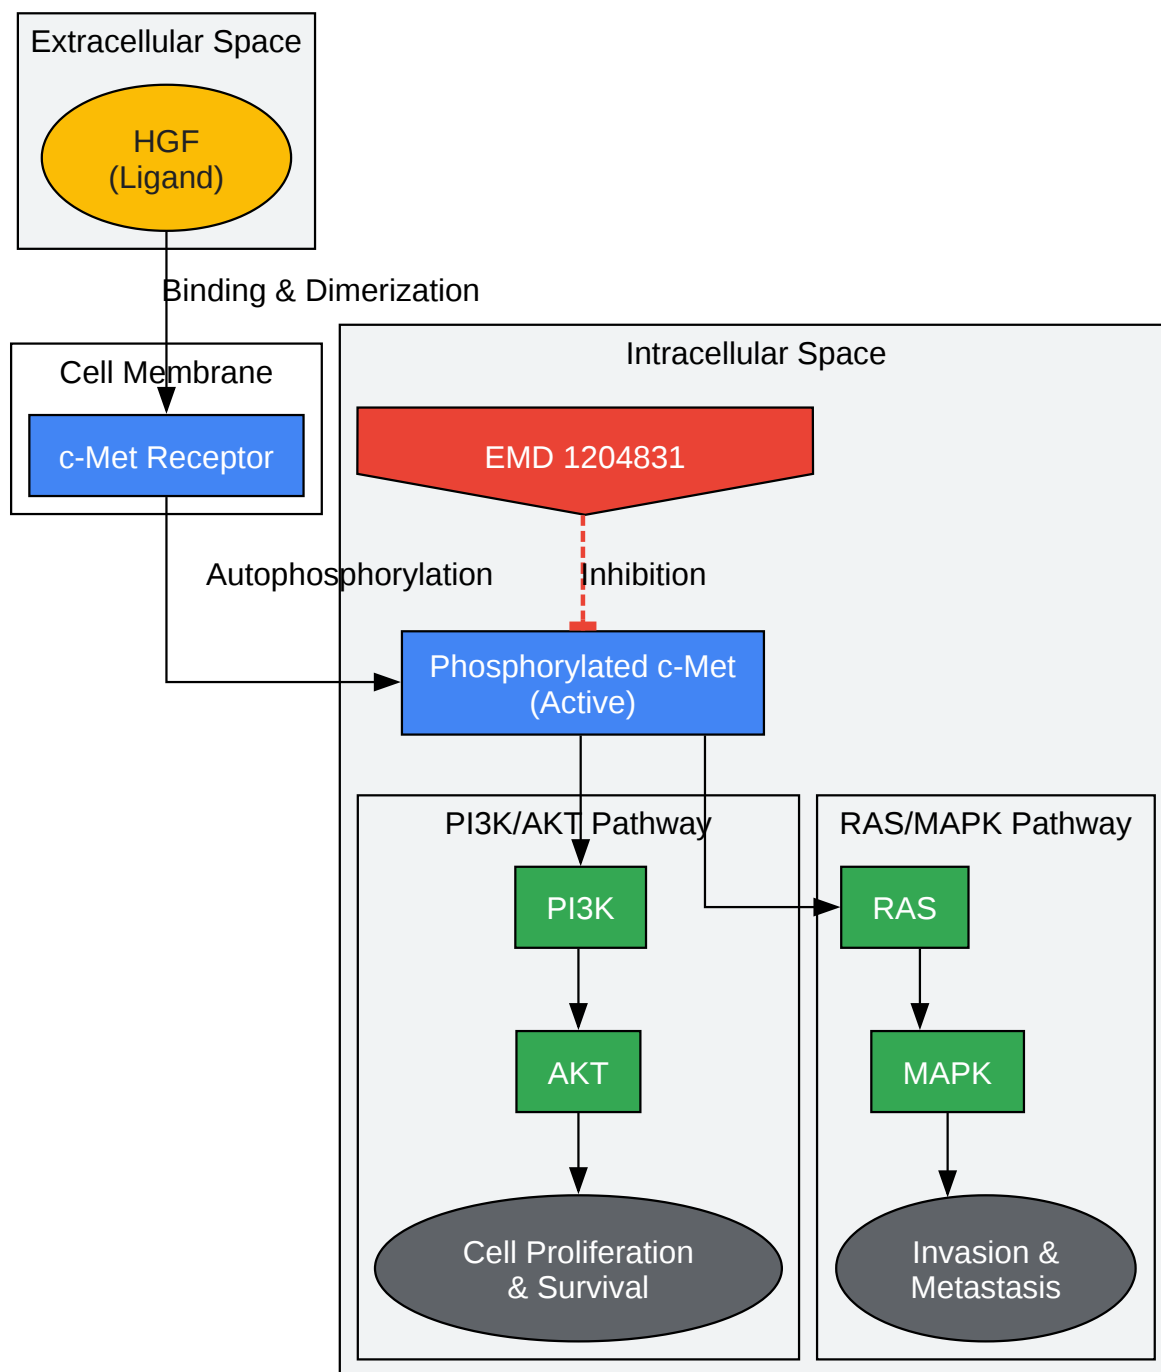 Extracellular Space
HGF
(Ligand)
Binding & Dimerization
Cell Membrane
c-Met Receptor
Intracellular Space
EMD 1204831
Autophosphorylation
Inhibition
Phosphorylated c-Met
(Active)
PI3K/AKT Pathway
PI3K
AKT
Cell Proliferation
& Survival
RAS/MAPK Pathway
RAS
MAPK
Invasion &
Metastasis